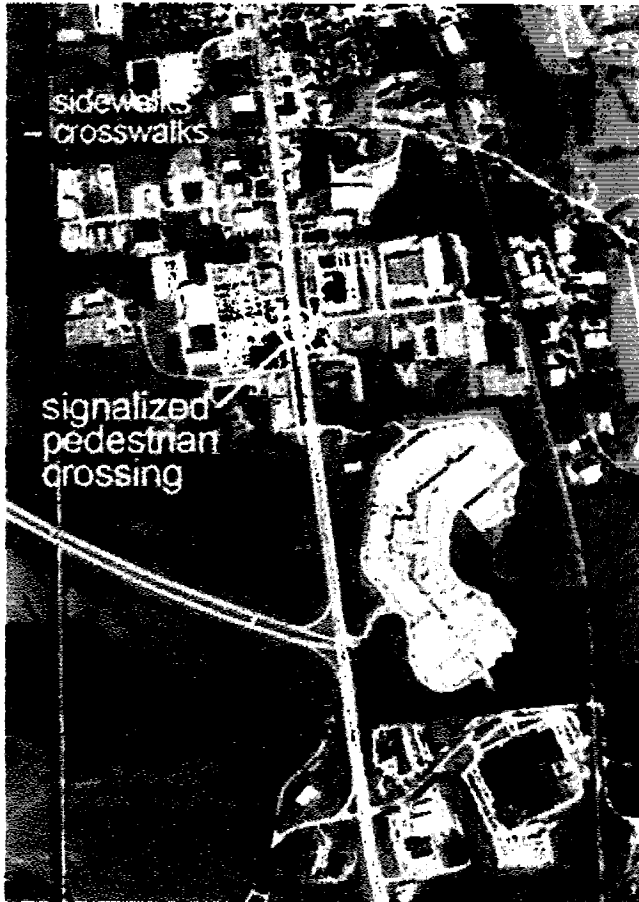 sidewalks
– crosswalks
signalized
pedestrian
crossing